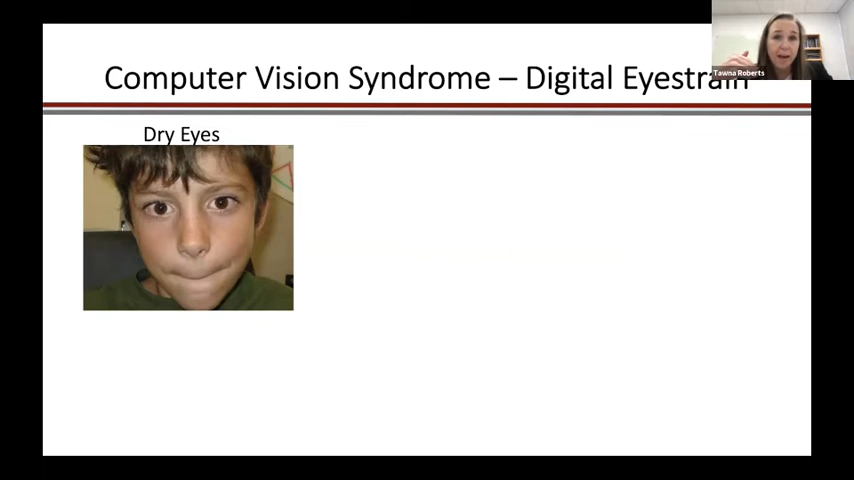 Computer Vision Syndrome – Digital Eyestrain
Tawna Roberts
Dry Eyes